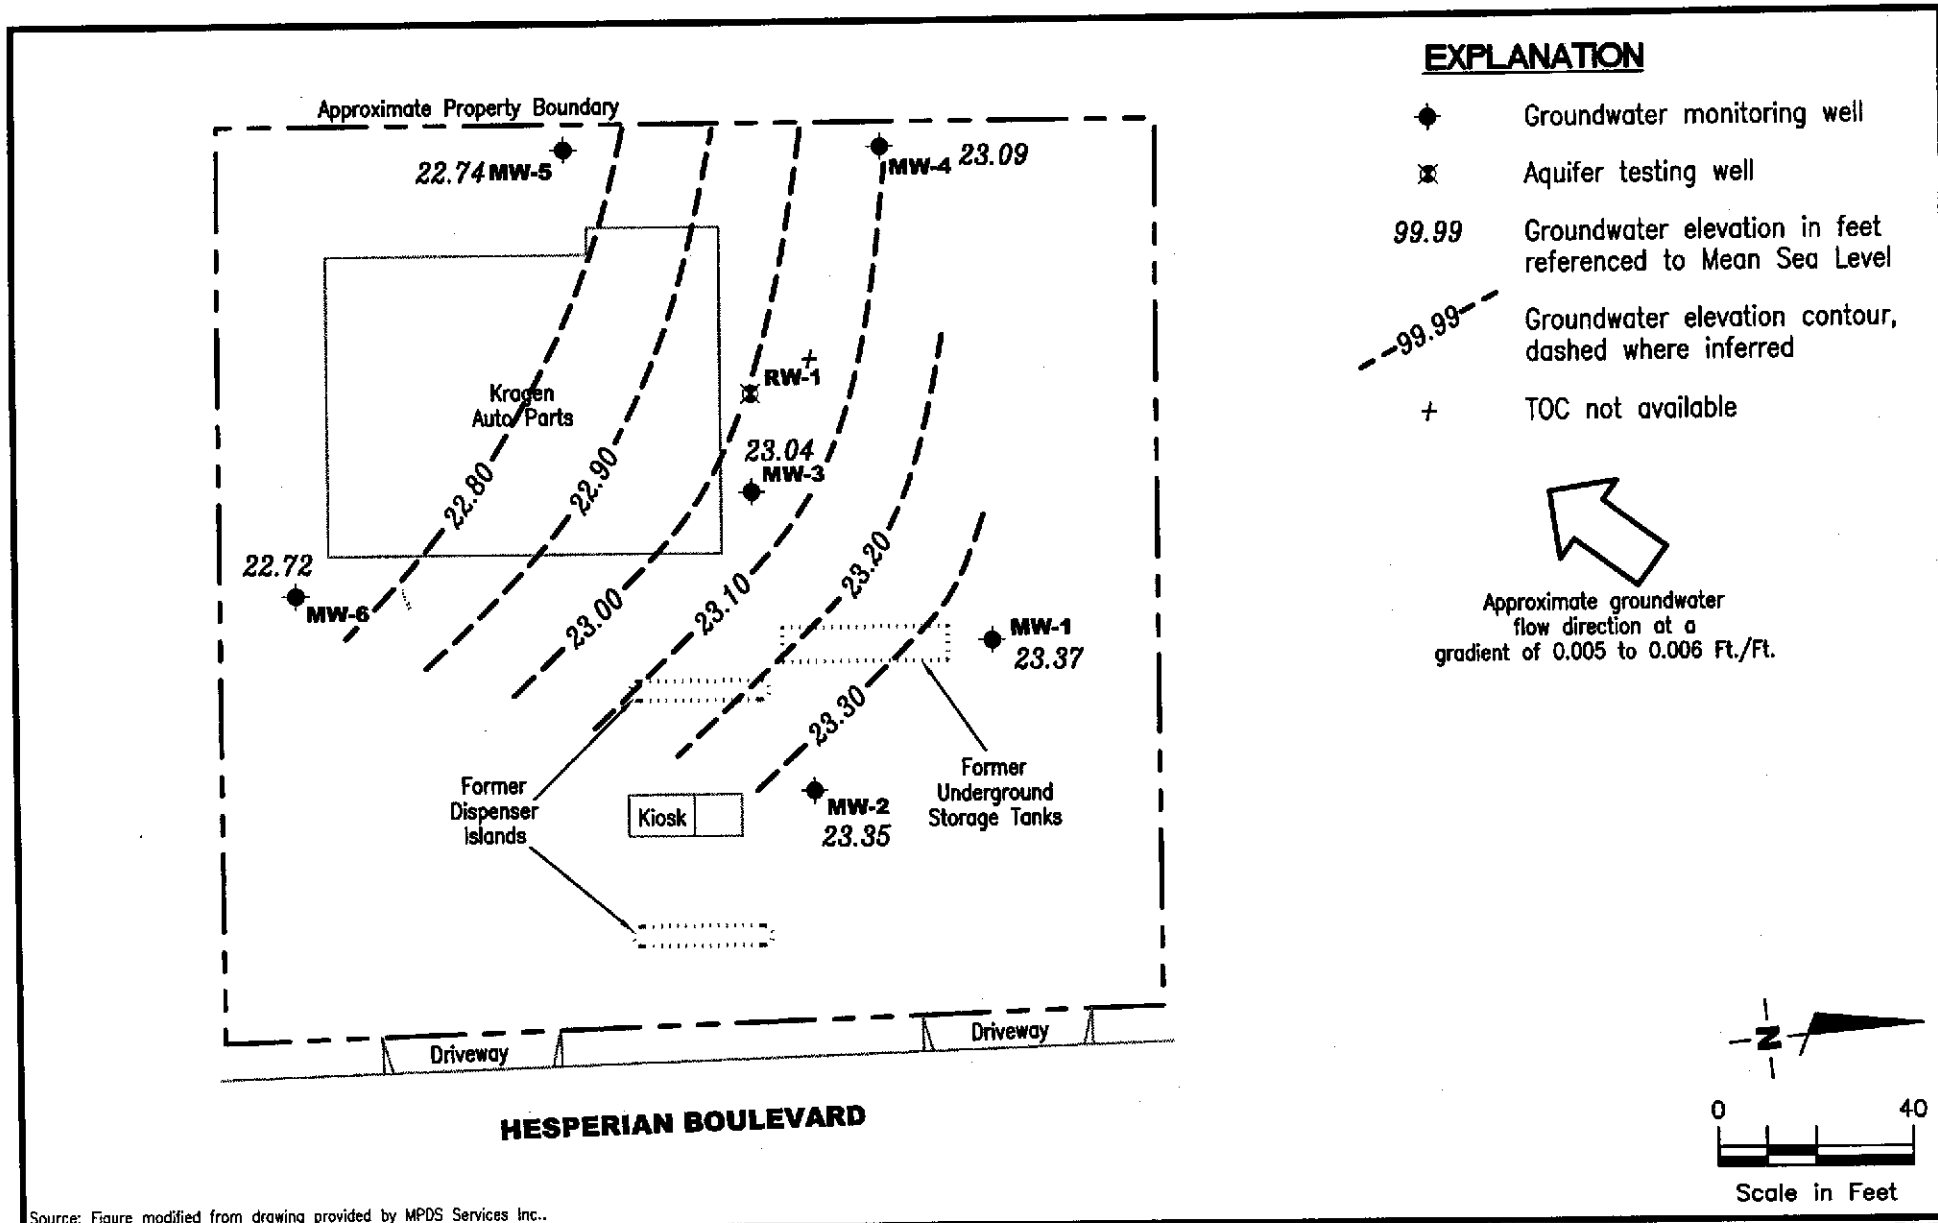 EXPLANATION
Groundwater monitoring well
Aquifer testing well
99.99
Groundwater elevation in feet
referenced to Mean Sea Level
99.99
Groundwater elevation contour,
dashed where inferred
+ TOC not available
Approximate groundwater
flow direction at a
gradient of 0.005 to 0.006 Ft./Ft.
Approximate Property Boundary
22.74 MW-5
MW-4 23.09
Kragen
Auto Parts
+
RW-1
23.04
MW-3
22.80
22.90
23.00
23.10
23.20
23.30
22.72
MW-6
MW-1
23.37
Former
Dispenser
Islands
Kiosk
MW-2
23.35
Former
Underground
Storage Tanks
Driveway
Driveway
HESPERIAN BOULEVARD
N
0 40
Scale in Feet
Source: Figure modified from drawing provided by MPDS Services Inc..